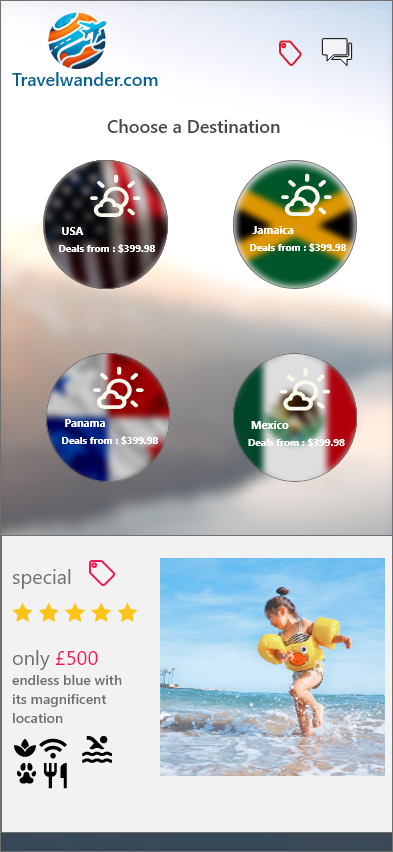 Travelwander.com
Choose a Destination
USA
Deals from : $399.98
Jamaica
Deals from : $399.98
Panama
Deals from : $399.98
Mexico
Deals from : $399.98
special
only £500
endless blue with
its magnificent
location